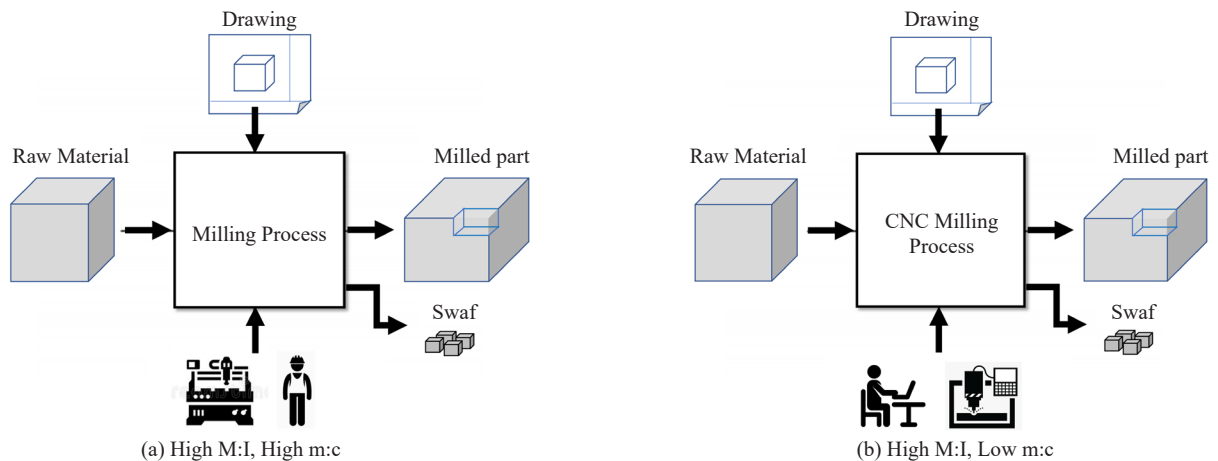 Drawing
Raw Material
Milled part
Milling Process
Swaf
(a) High M:I, High m:c
Drawing
Raw Material
Milled part
CNC Milling
Process
Swaf
(b) High M:I, Low m:c